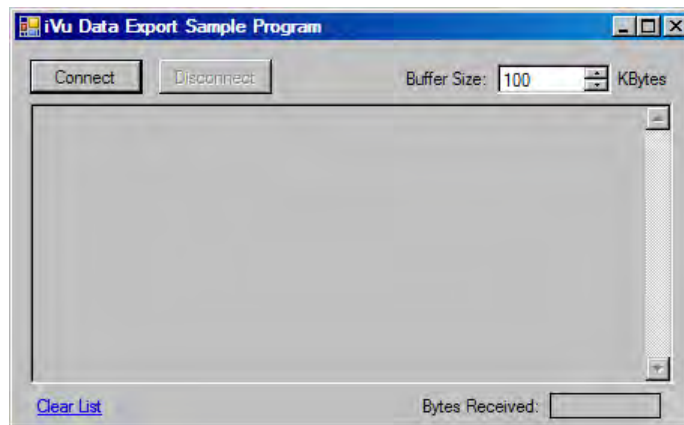 iVu Data Export Sample Program
Connect Disconnect Buffer Size: 100 KBytes
Clear List Bytes Received: